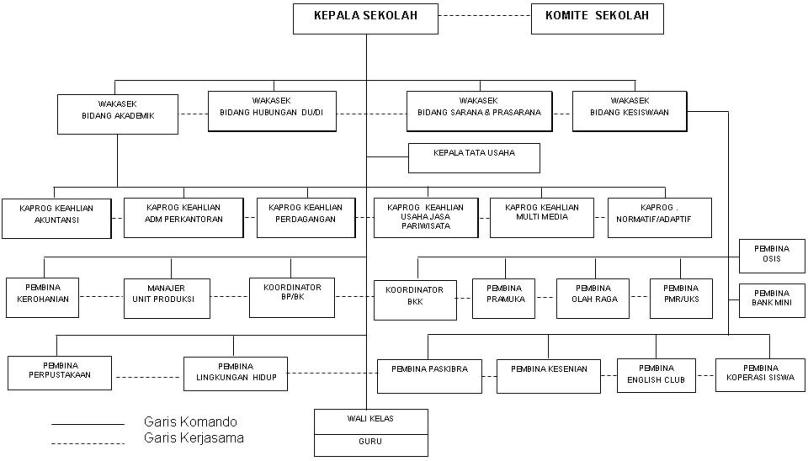 KEPALA SEKOLAH
KOMITE SEKOLAH
WAKASEK
BIDANG AKADEMIK
WAKASEK
BIDANG HUBUNGAN DU/DI
WAKASEK
BIDANG SARANA & PRASARANA
WAKASEK
BIDANG KESISWAAN
KEPALA TATA USAHA
KAPROG KEAHLIAN
AKUNTANSI
KAPROG KEAHLIAN
ADM PERKANTORAN
KAPROG KEAHLIAN
PERDAGANGAN
KAPROG KEAHLIAN
USAHA JASA
PARIWISATA
KAPROG KEAHLIAN
MULTI MEDIA
KAPROG .
NORMATIF/ADAPTIF
PEMBINA
OSIS
PEMBINA
KEROHANIAN
MANAJER
UNIT PRODUKSI
KOORDINATOR
BP/BK
KOORDINATOR
BKK
PEMBINA
PRAMUKA
PEMBINA
OLAH RAGA
PEMBINA
PMR/UKS
PEMBINA
BANK MINI
PEMBINA
PERPUSTAKAAN
PEMBINA
LINGKUNGAN HIDUP
PEMBINA PASKIBRA
PEMBINA KESENIAN
PEMBINA
ENGLISH CLUB
PEMBINA
KOPERASI SISWA
WALI KELAS
GURU
Garis Komando
Garis Kerjasama